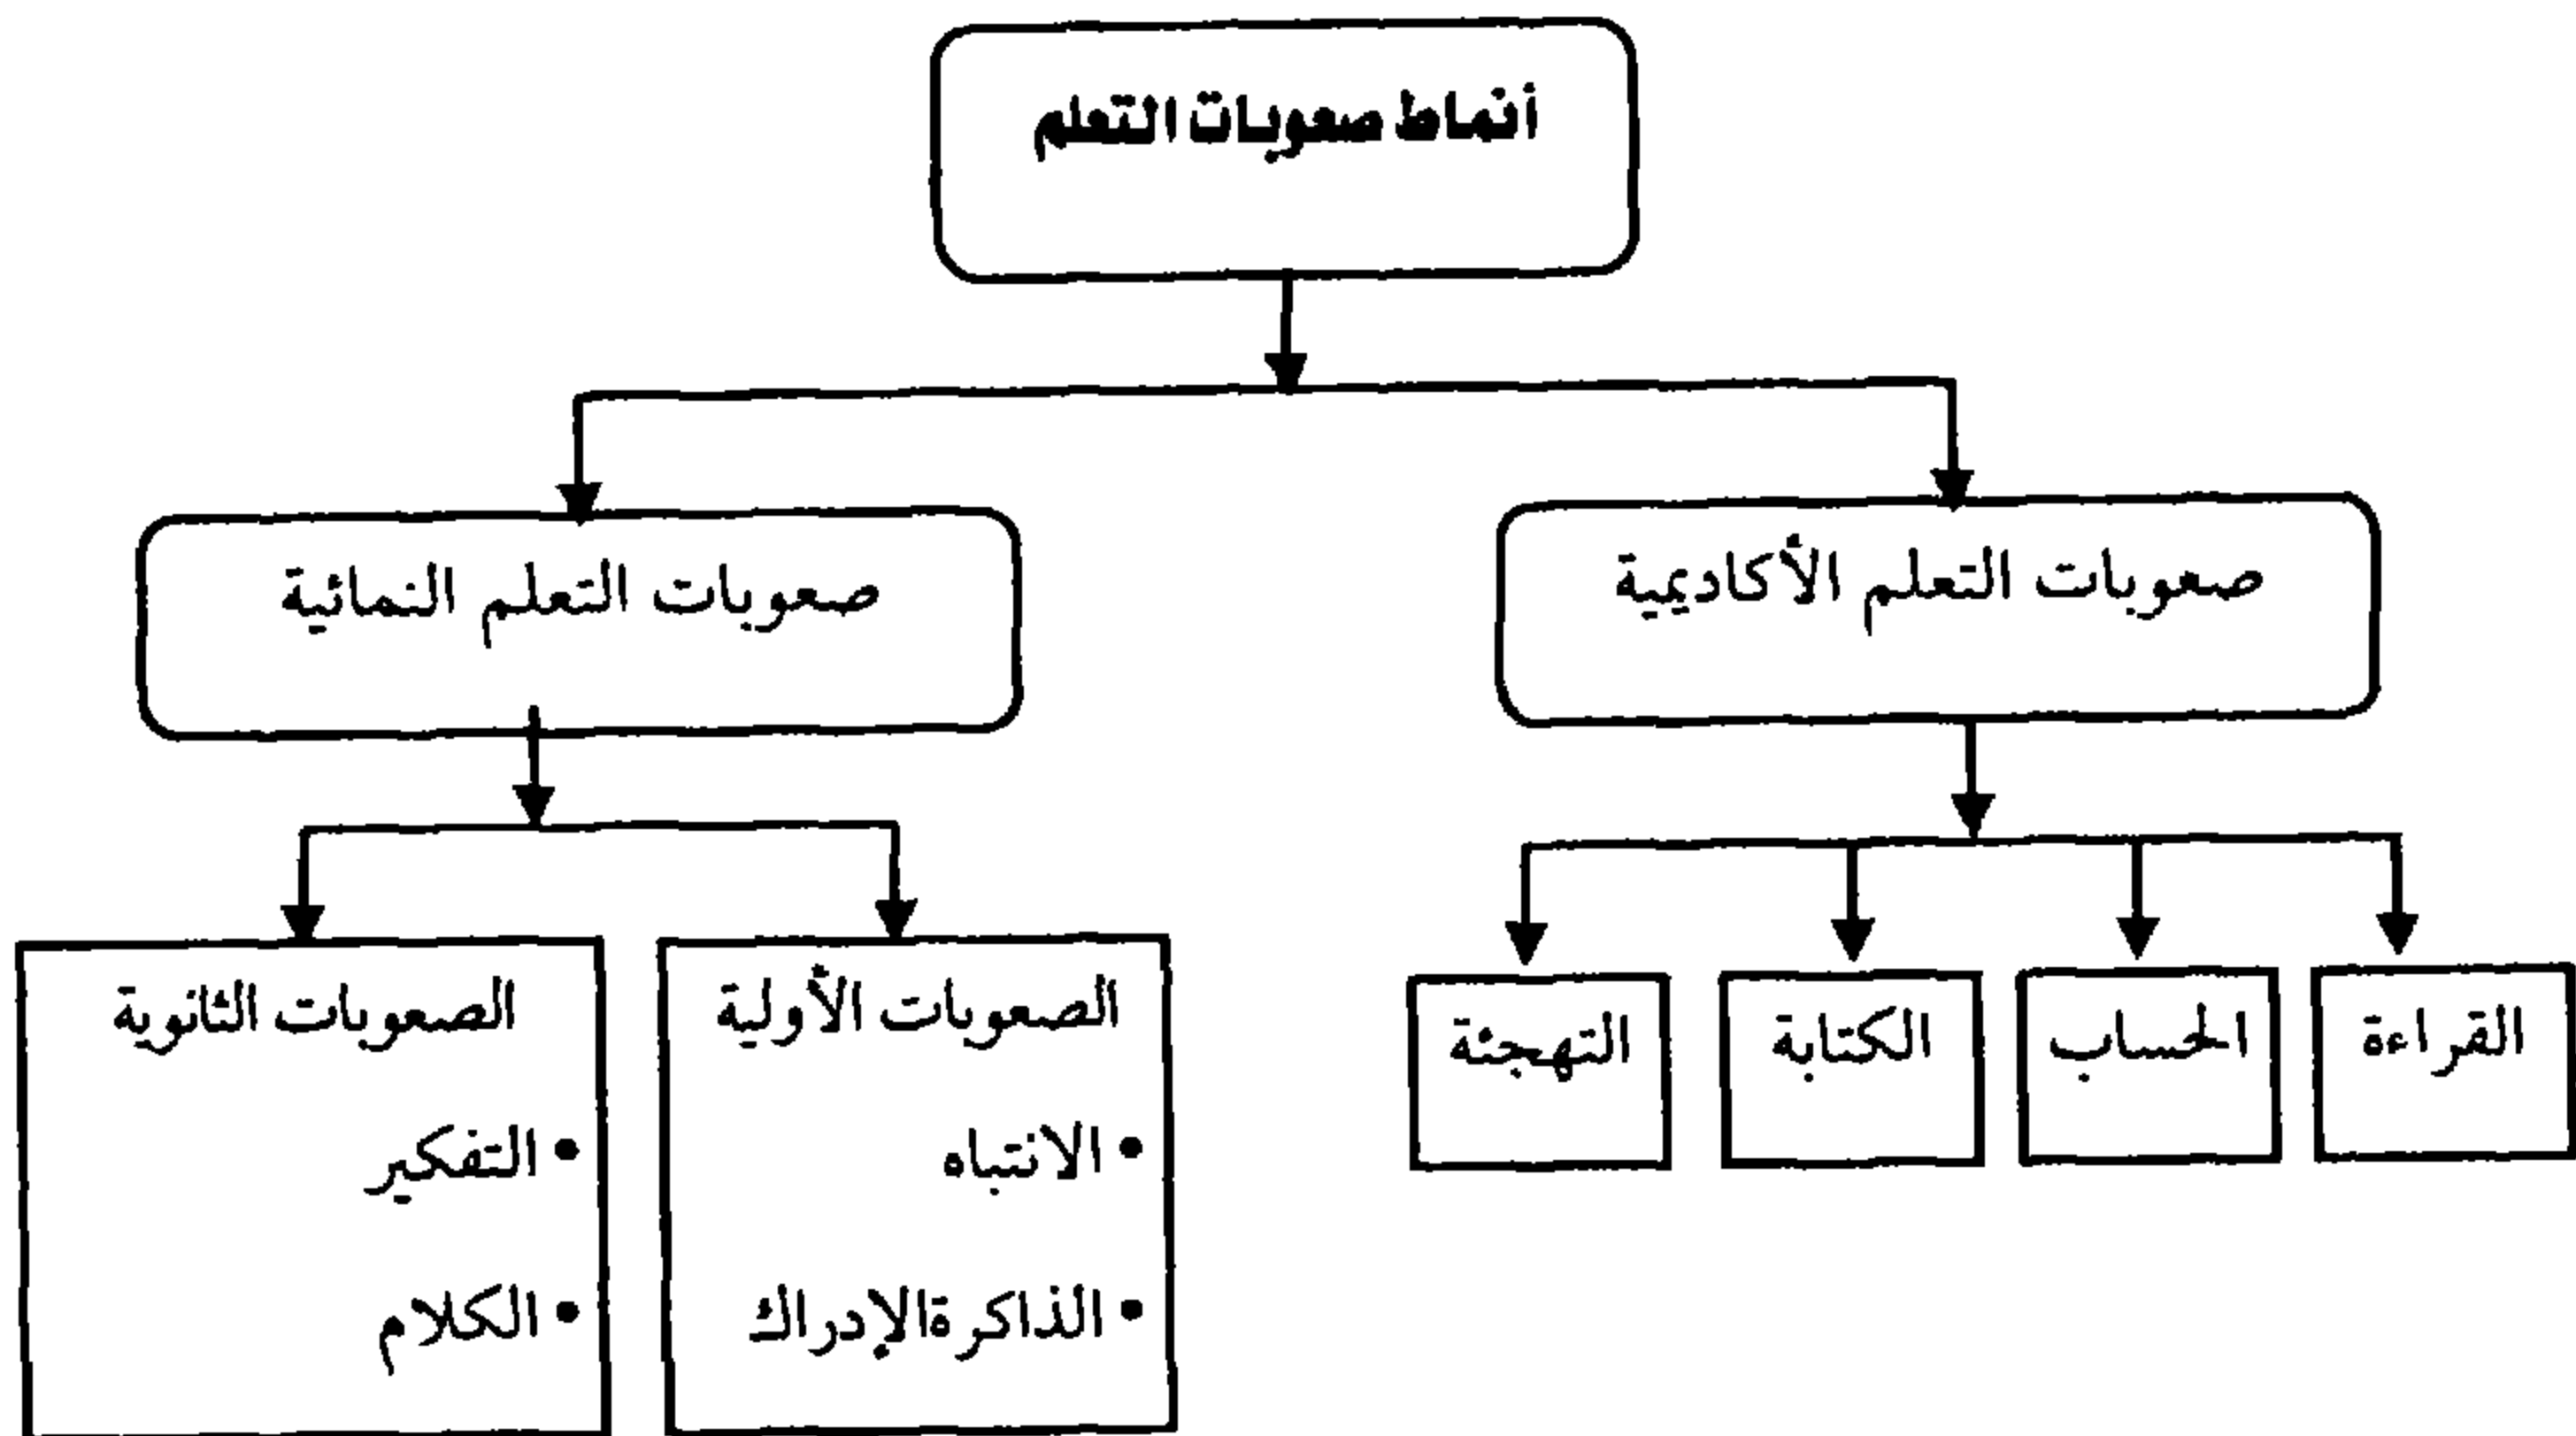 أنماط صعوبات التعلم
صعوبات التعلم الأكاديمية
صعوبات التعلم النمائية
القراءة
الحساب
الكتابة
التهجئة
الصعوبات الأولية
• الانتباه
• الذاكرةالإدراك
الصعوبات الثانوية
• التفكير
• الكلام